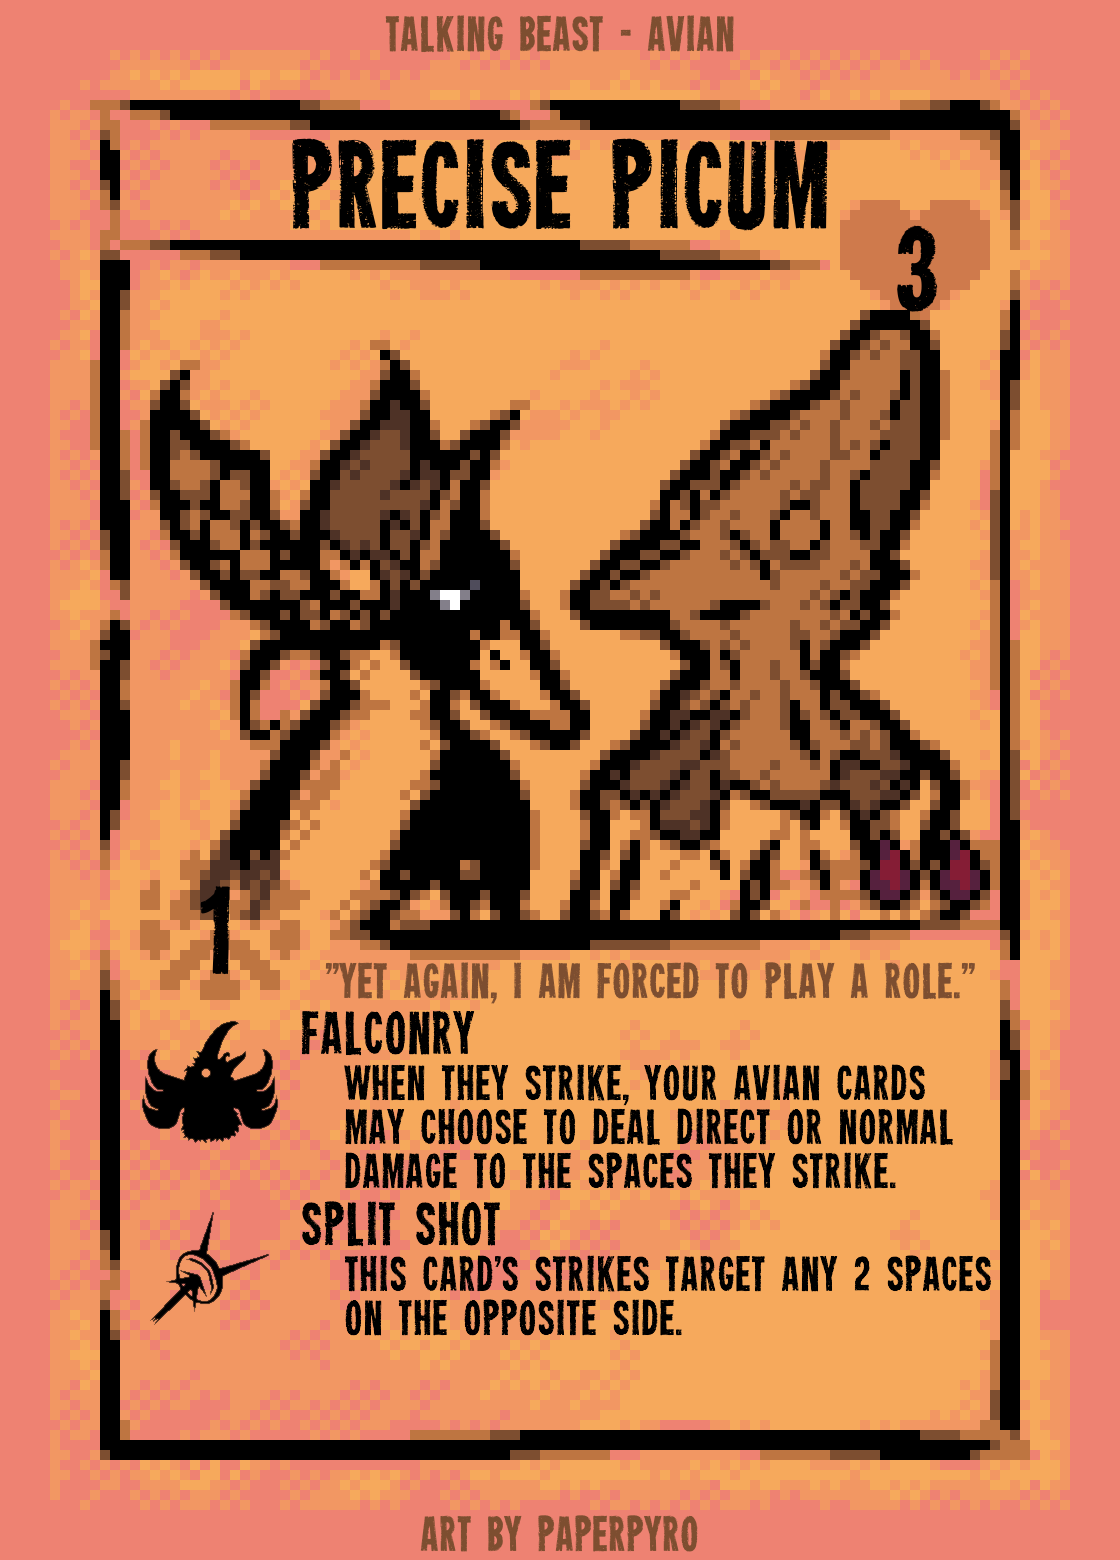 TALKING BEAST - AVIAN
PRECISE PICUM
3
1
"YET AGAIN, I AM FORCED TO PLAY A ROLE."
FALCONRY
WHEN THEY STRIKE, YOUR AVIAN CARDS
MAY CHOOSE TO DEAL DIRECT OR NORMAL
DAMAGE TO THE SPACES THEY STRIKE.
SPLIT SHOT
THIS CARD'S STRIKES TARGET ANY 2 SPACES
ON THE OPPOSITE SIDE.
ART BY PAPERPYRO